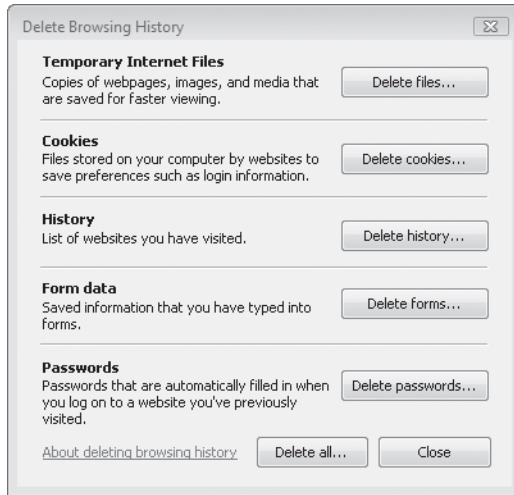 Delete Browsing History
Temporary Internet Files
Copies of webpages, images, and media that
are saved for faster viewing.
Delete files...
Cookies
Files stored on your computer by websites to
save preferences such as login information.
Delete cookies...
History
List of websites you have visited.
Delete history...
Form data
Saved information that you have typed into
forms.
Delete forms...
Passwords
Passwords that are automatically filled in when
you log on to a website you've previously
visited.
Delete passwords...
About deleting browsing history
Delete all...
Close